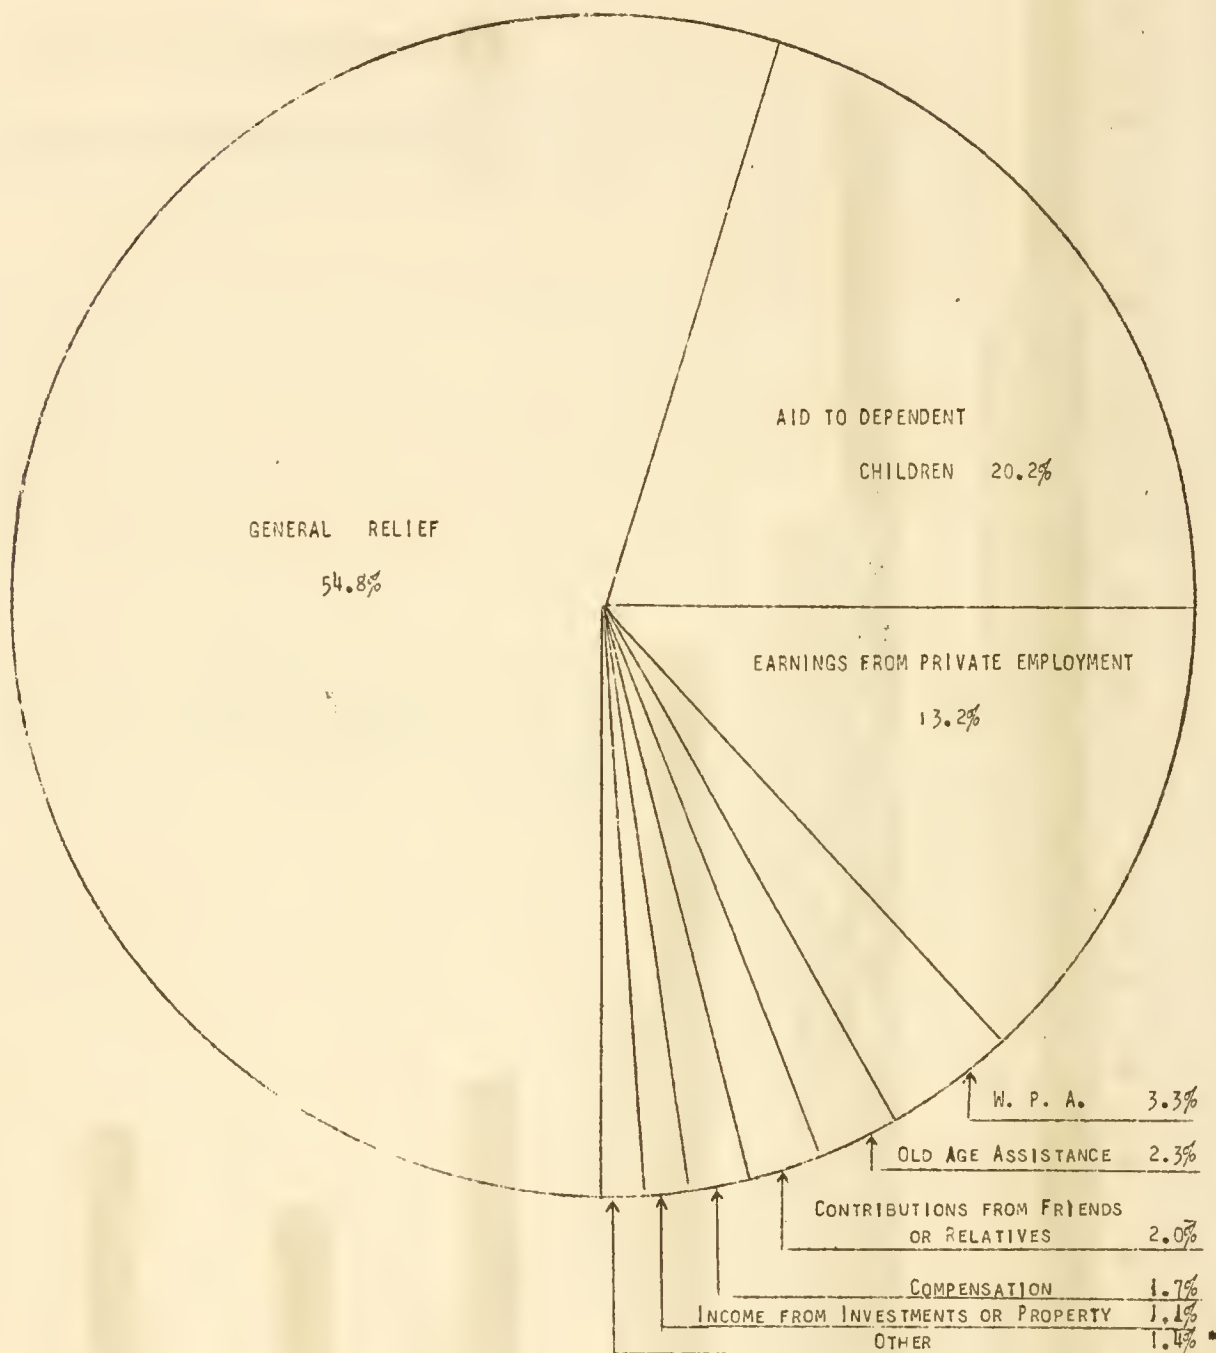 AID TO DEPENDENT
CHILDREN 20.2%
GENERAL RELIEF
54.8%
EARNINGS FROM PRIVATE EMPLOYMENT
13.2%
W. P. A. 3.3%
OLD AGE ASSISTANCE 2.3%
CONTRIBUTIONS FROM FRIENDS
OR RELATIVES 2.0%
COMPENSATION 1.7%
INCOME FROM INVESTMENTS OR PROPERTY 1.1%
OTHER 1.4% *